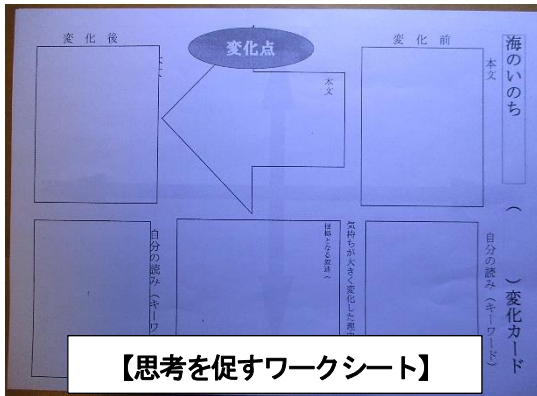 海のいのち
（　　　）変化カード
変化前
本文
自分の読み（キーワード）
変化点
本文
気持ちが大きく変化した理由
変化後
本文
自分の読み（キーワ
【思考を促すワークシート】